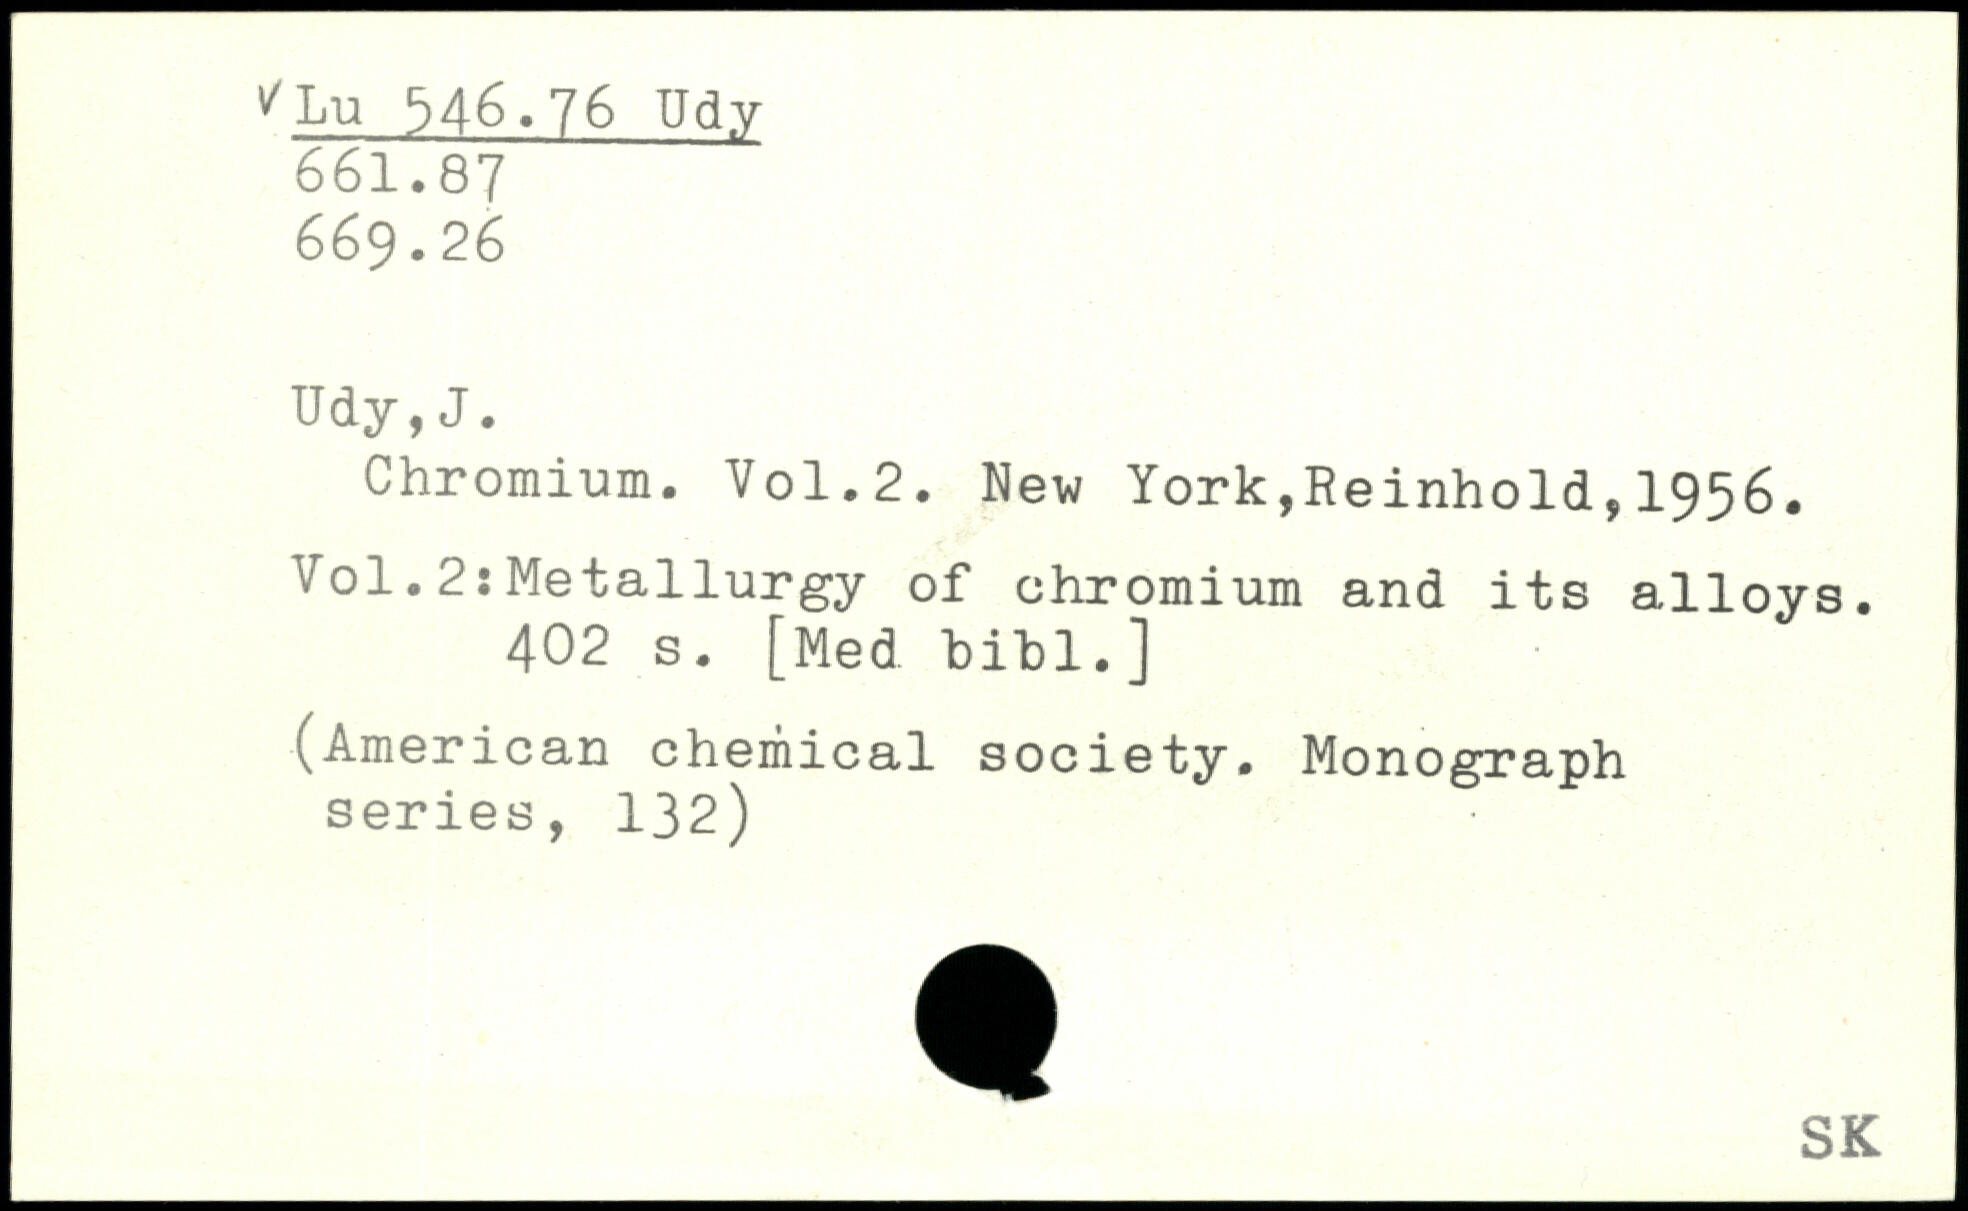 √ Lu 546.76 Udy
661.87
669.26
Udy,J.
Chromium. Vol.2. New York,Reinhold,1956.
Vol.2:Metallurgy of chromium and its alloys.
402 s. [Med bibl.]
(American chemical society. Monograph
series, 132)
SK